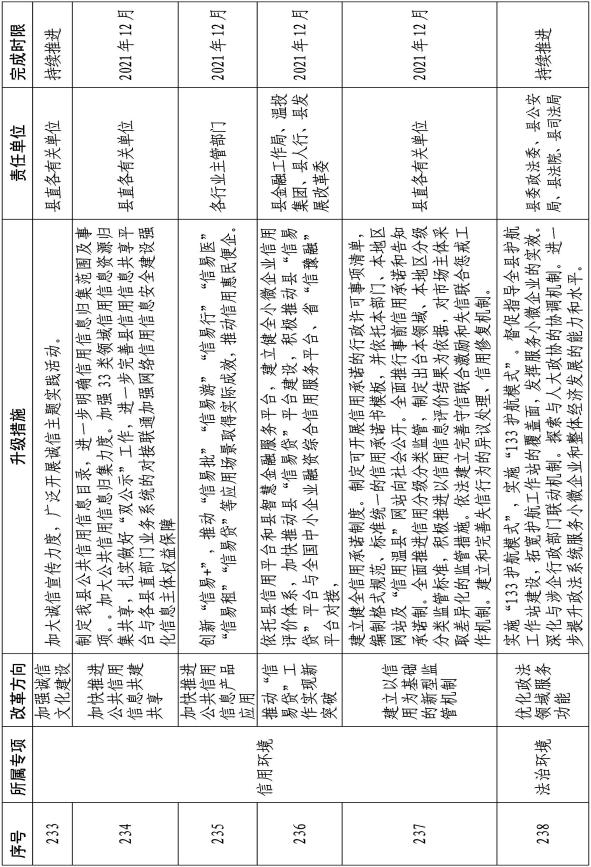 序号
所属专项
改革方向
升级措施
责任单位
完成时限
233
加强诚信
文化建设
加大诚信宣传力度，广泛开展诚信主题实践活动。
县直各有关单位
持续推进
234
信用环境
加快推进
公共信用
信息共建
共享
制定我县公共信用信息目录，进一步明确信用信息归集范围及事
项。。加大公共信用信息归集力度。加强33类领域信用信息资源归
集共享，扎实做好“双公示”工作，进一步完善县信用信息共享平
台与各县直部门业务系统的对接联通加强网络信用信息安全建设强
化信息主体权益保障
县直各有关单位
2021年12月
235
加快推进
公共信用
信息产品
应用
创新“信易+”，推动“信易批”“信易游”“信易行”“信易医”
“信易租”“信易贷”等应用场景取得实际成效，推动信用惠民便企。
各行业主管部门
2021年12月
236
推动“信
易贷”工
作实现新
突破
依托县信用平台和县智慧金融服务平台，建立健全小微企业信用
评价体系，加快推动县“信易贷”平台建设，积极推动县“信易
贷”平台与全国中小企业融资综合信用服务平台、省“信豫融”
平台对接，
县金融工作局、温投
集团、县人行、县发
展改革委
2021年12月
237
建立以信
用为基础
的新型监
管机制
建立健全信用承诺制度。制定可开展信用承诺的行政许可事项清单，
编制格式规范、标准统一的信用承诺书模板，并依托本部门、本地区
网站及“信用温县”网站向社会公开。全面推行事前信用承诺和告知
承诺制。全面推进信用分级分类监管，制定出台本领域、本地区分级
分类监管标准，积极推进以信用信息评价结果为依据，对市场主体采
取差异化的监管措施。依法建立完善守信联合激励和失信联合惩戒工
作机制。建立和完善失信行为的异议处理、信用修复机制。
县直各有关单位
2021年12月
238
法治环境
优化政法
领域服务
功能
实施“133护航模式”，实施“133护航模式”。督促指导全县护航
工作站建设，拓宽护航工作站的覆盖面，发挥服务小微企业的实效。
深化与涉企行政部门联动机制。探索与人大政协的协调机制。进一
步提升政法系统服务小微企业和整体经济发展的能力和水平。
县委政法委、县公安
局、县法院、县司法局
持续推进